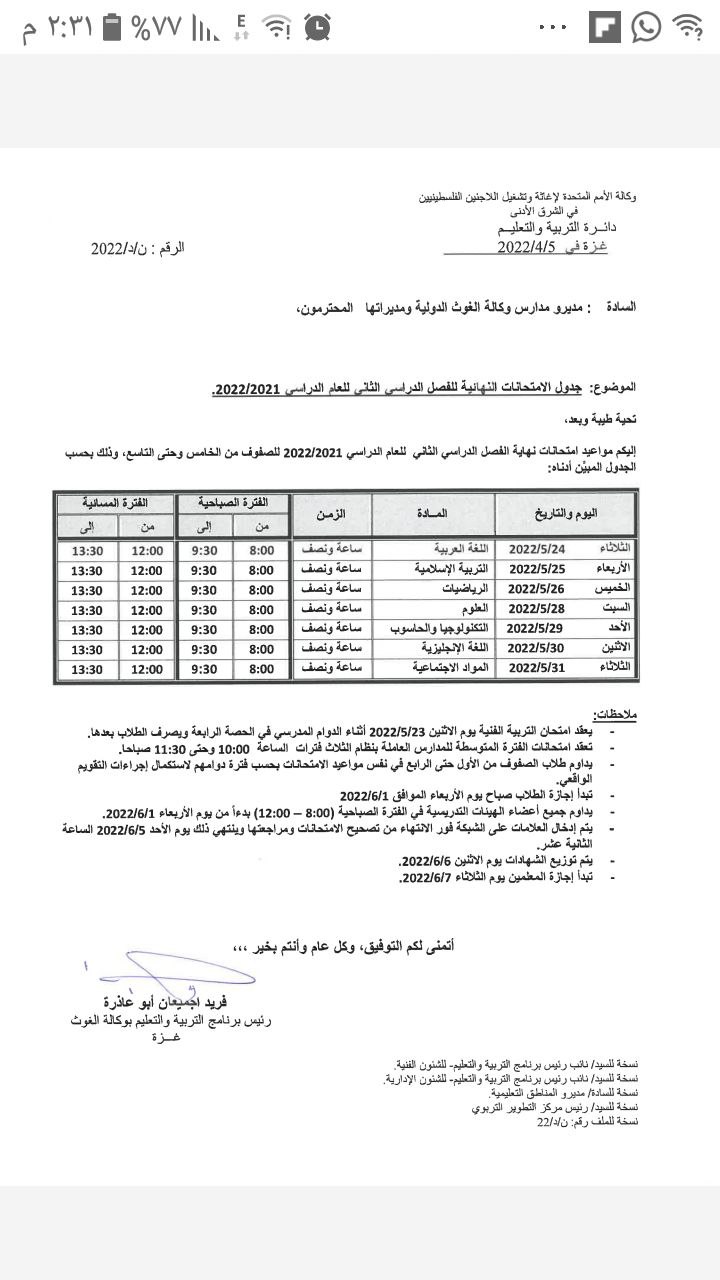 ٢:٣١ م ٧٧% E
وكالة الأمم المتحدة لإغاثة وتشغيل اللاجئين الفلسطينيين
في الشرق الأدنى
دائـرة التربية والتعليـم
غزة في 2022/4/5
الرقم : ن/د/2022
السادة : مديرو مدارس وكالة الغوث الدولية ومديراتها المحترمون،
الموضوع: جدول الامتحانات النهائية للفصل الدراسي الثاني للعام الدراسي 2022/2021.
تحية طيبة وبعد،
إليكم مواعيد امتحانات نهاية الفصل الدراسي الثاني للعام الدراسي 2022/2021 للصفوف من الخامس وحتى التاسع، وذلك بحسب
الجدول المبيّن أدناه:
اليوم والتاريخ المــادة الزمـن الفترة الصباحية الفترة المسائية
من إلى من إلى
الثلاثاء 2022/5/24 اللغة العربية ساعة ونصف 8:00 9:30 12:00 13:30
الأربعاء 2022/5/25 التربية الإسلامية ساعة ونصف 8:00 9:30 12:00 13:30
الخميس 2022/5/26 الرياضيات ساعة ونصف 8:00 9:30 12:00 13:30
السبت 2022/5/28 العلوم ساعة ونصف 8:00 9:30 12:00 13:30
الأحد 2022/5/29 التكنولوجيا والحاسوب ساعة ونصف 8:00 9:30 12:00 13:30
الاثنين 2022/5/30 اللغة الإنجليزية ساعة ونصف 8:00 9:30 12:00 13:30
الثلاثاء 2022/5/31 المواد الاجتماعية ساعة ونصف 8:00 9:30 12:00 13:30
ملاحظات:
- يعقد امتحان التربية الفنية يوم الاثنين 2022/5/23 أثناء الدوام المدرسي في الحصة الرابعة ويصرف الطلاب بعدها.
- تعقد امتحانات الفترة المتوسطة للمدارس العاملة بنظام الثلاث فترات الساعة 10:00 وحتى 11:30 صباحا.
- يداوم طلاب الصفوف من الأول حتى الرابع في نفس مواعيد الامتحانات بحسب فترة دوامهم لاستكمال إجراءات التقويم
الواقعي.
- تبدأ إجازة الطلاب صباح يوم الأربعاء الموافق 2022/6/1
- يداوم جميع أعضاء الهيئات التدريسية في الفترة الصباحية (8:00 – 12:00) بدءاً من يوم الأربعاء 2022/6/1.
- يتم إدخال العلامات على الشبكة فور الانتهاء من تصحيح الامتحانات ومراجعتها وينتهي ذلك يوم الأحد 2022/6/5 الساعة
الثانية عشر.
- يتم توزيع الشهادات يوم الاثنين 2022/6/6.
- تبدأ إجازة المعلمين يوم الثلاثاء 2022/6/7.
أتمنى لكم التوفيق، وكل عام وأنتم بخير ،،،
فريد اجميعان أبو عاذرة
رئيس برنامج التربية والتعليم بوكالة الغوث
غــزة
نسخة للسيد/ نائب رئيس برنامج التربية والتعليم- للشئون الفنية.
نسخة للسيد/ نائب رئيس برنامج التربية والتعليم- للشئون الإدارية.
نسخة للسادة/ مديرو المناطق التعليمية.
نسخة للسيد/ رئيس مركز التطوير التربوي
نسخة للملف رقم: ن/د/22